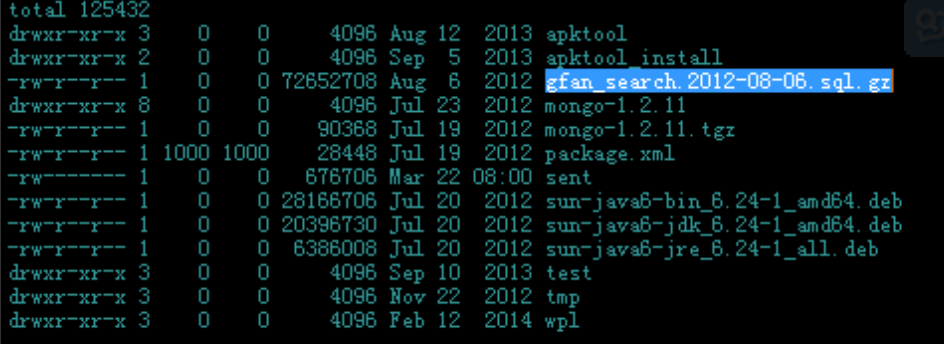 total 125432
drwxr-xr-x 3 0 0 4096 Aug 12 2013 apktool
drwxr-xr-x 2 0 0 4096 Sep 5 2013 apktool_install
-rw-r--r-- 1 0 0 72652708 Aug 6 2012 gfan_search.2012-08-06.sql.gz
drwxr-xr-x 8 0 0 4096 Jul 23 2012 mongo-1.2.11
-rw-r--r-- 1 0 0 90368 Jul 19 2012 mongo-1.2.11.tgz
-rw-r--r-- 1 1000 1000 28448 Jul 19 2012 package.xml
-rw------- 1 0 0 676706 Mar 22 08:00 sent
-rw-r--r-- 1 0 0 28166706 Jul 20 2012 sun-java6-bin_6.24-1_amd64.deb
-rw-r--r-- 1 0 0 20396730 Jul 20 2012 sun-java6-jdk_6.24-1_amd64.deb
-rw-r--r-- 1 0 0 6386008 Jul 20 2012 sun-java6-jre_6.24-1_all.deb
drwxr-xr-x 3 0 0 4096 Sep 10 2013 test
drwxr-xr-x 3 0 0 4096 Nov 22 2012 tmp
drwxr-xr-x 3 0 0 4096 Feb 12 2014 wpl